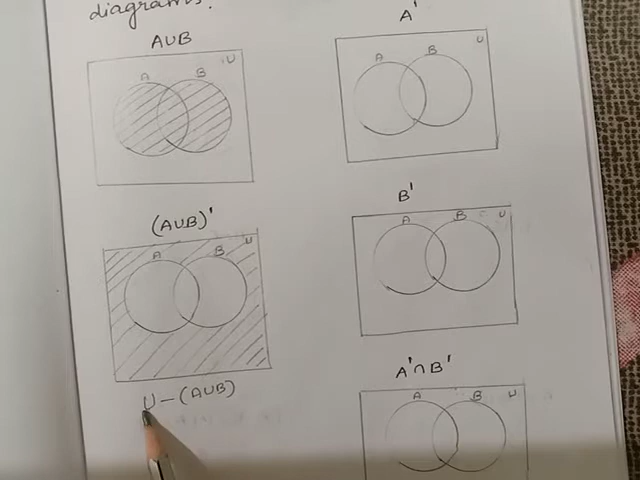 diagrams.
A∪B
A B U
(A∪B)'
A B U
U-(A∪B)
A'
A B U
B'
A B U
A'∩B'
A B U